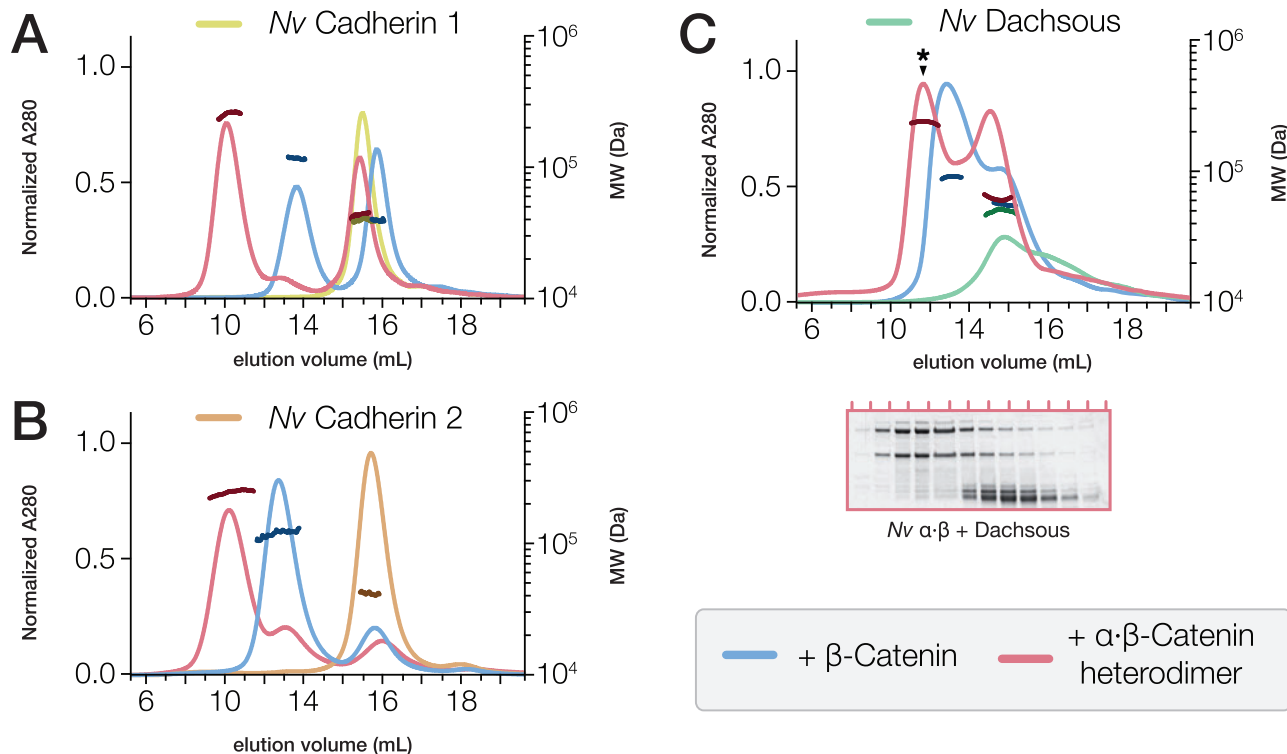 A
Nv Cadherin 1
1.0
0.5
0.0
Normalized A280
10⁶
10⁵
10⁴
MW (Da)
6 10 14 16 18
elution volume (mL)
B
Nv Cadherin 2
1.0
0.5
0.0
Normalized A280
10⁶
10⁵
10⁴
MW (Da)
6 10 14 16 18
elution volume (mL)
C
Nv Dachsous
*
1.0
0.5
0.0
Normalized A280
10⁶
10⁵
10⁴
MW (Da)
6 10 14 16 18
elution volume (mL)
Nv α·β + Dachsous
+ β-Catenin
+ α·β-Catenin
heterodimer